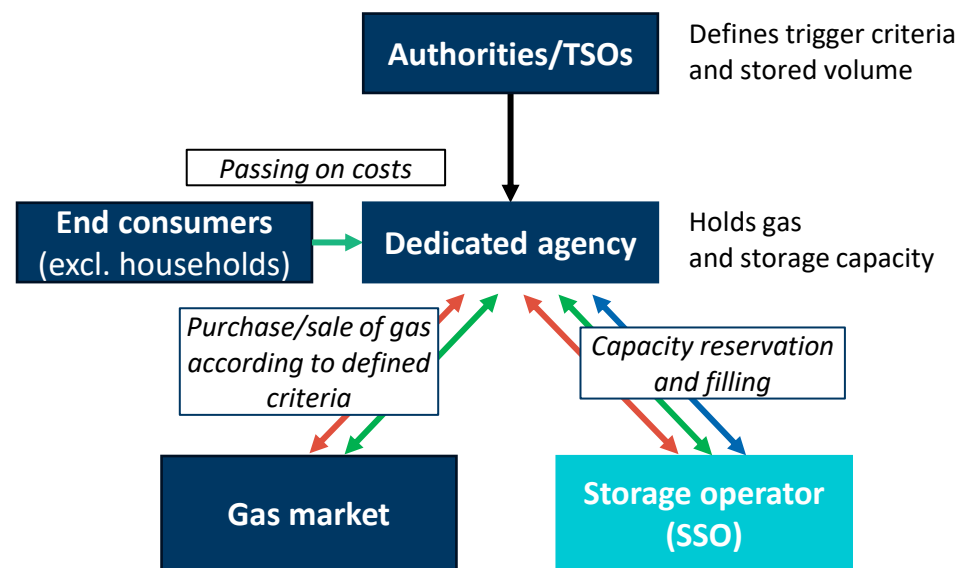 Authorities/TSOs
Defines trigger criteria
and stored volume
Passing on costs
End consumers
(excl. households)
Dedicated agency
Holds gas
and storage capacity
Purchase/sale of gas
according to defined
criteria
Capacity reservation
and filling
Gas market
Storage operator
(SSO)